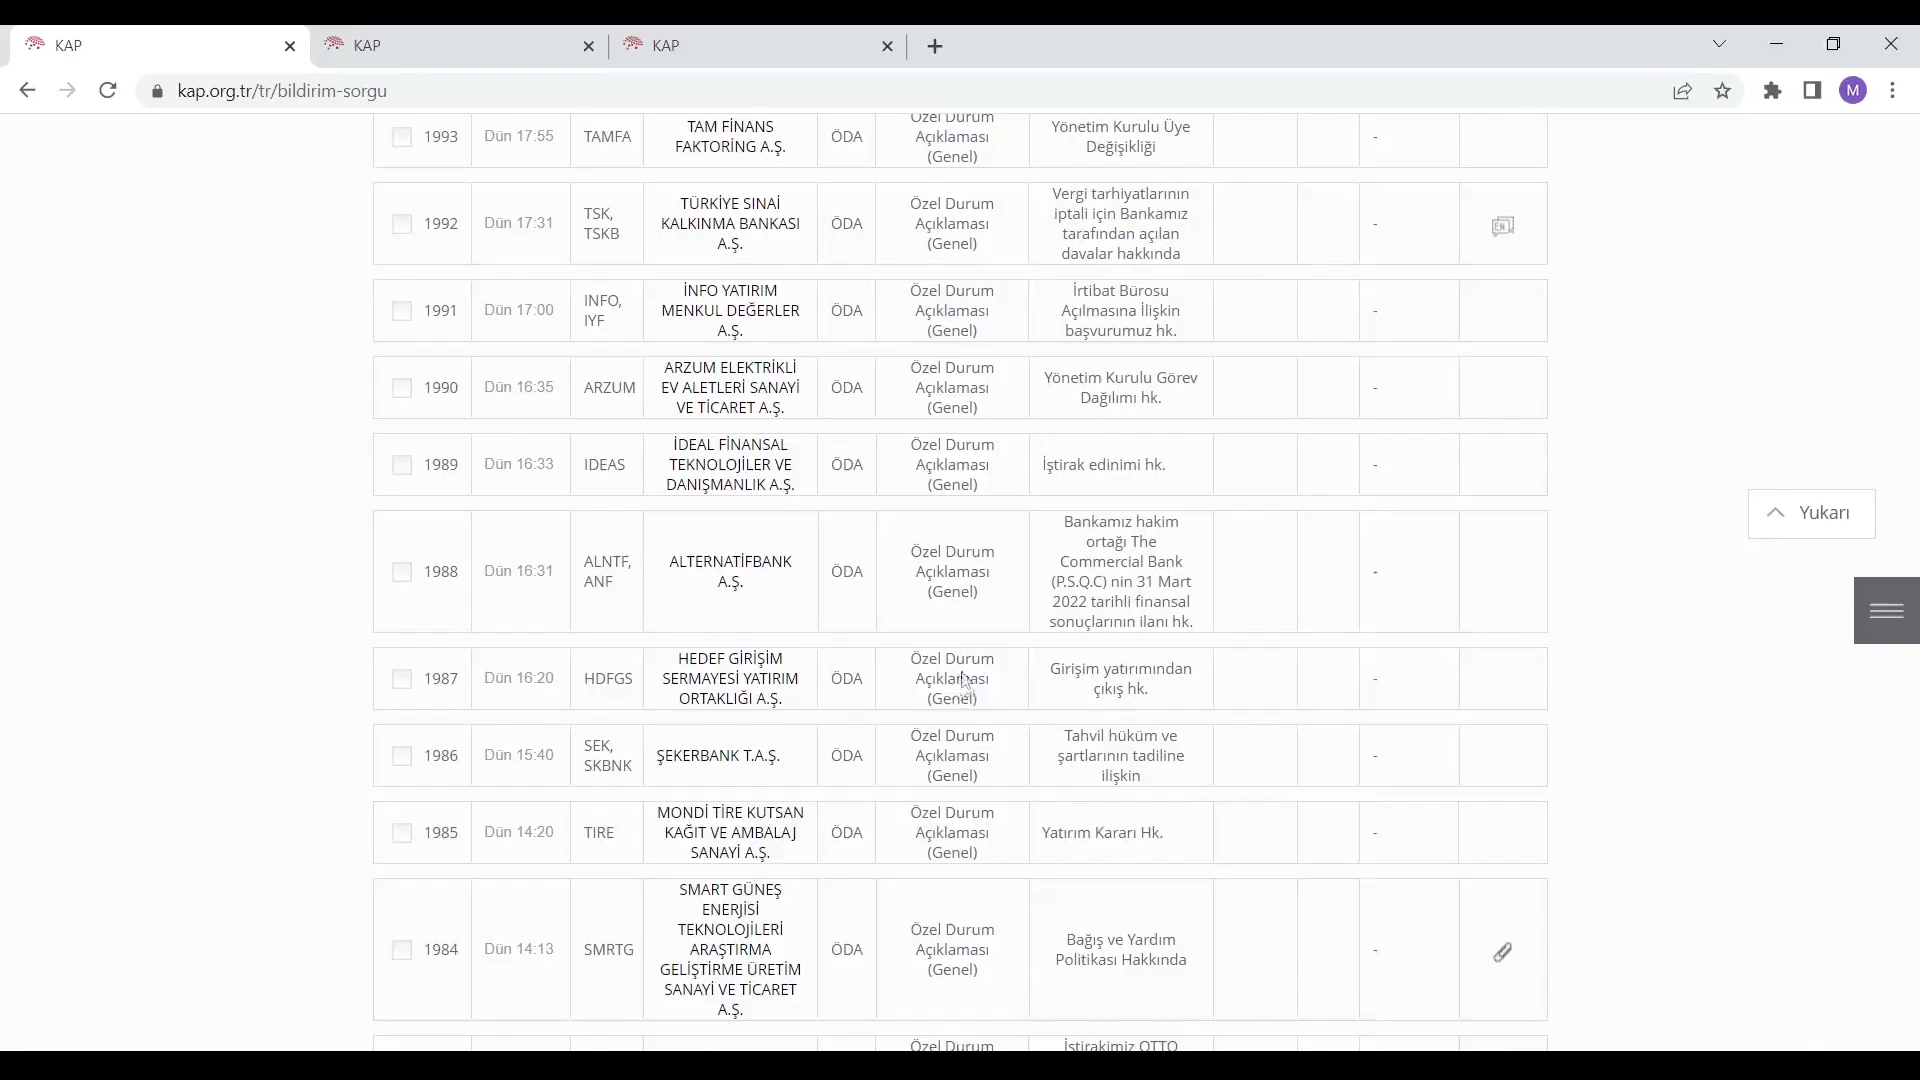 KAP
KAP
KAP
kap.org.tr/tr/bildirim-sorgu
M
1993 Dün 17:55 TAMFA TAM FİNANS FAKTORİNG A.Ş. ÖDA Özel Durum Açıklaması (Genel) Yönetim Kurulu Üye Değişikliği -
1992 Dün 17:31 TSK, TSKB TÜRKİYE SINAİ KALKINMA BANKASI A.Ş. ÖDA Özel Durum Açıklaması (Genel) Vergi tarhiyatlarının iptali için Bankamız tarafından açılan davalar hakkında - EN
1991 Dün 17:00 INFO, IYF İNFO YATIRIM MENKUL DEĞERLER A.Ş. ÖDA Özel Durum Açıklaması (Genel) İrtibat Bürosu Açılmasına İlişkin başvurumuz hk. -
1990 Dün 16:35 ARZUM ARZUM ELEKTRİKLİ EV ALETLERİ SANAYİ VE TİCARET A.Ş. ÖDA Özel Durum Açıklaması (Genel) Yönetim Kurulu Görev Dağılımı hk. -
1989 Dün 16:33 IDEAS İDEAL FİNANSAL TEKNOLOJİLER VE DANIŞMANLIK A.Ş. ÖDA Özel Durum Açıklaması (Genel) İştirak edinimi hk. -
1988 Dün 16:31 ALNTF, ANF ALTERNATİFBANK A.Ş. ÖDA Özel Durum Açıklaması (Genel) Bankamız hakim ortağı The Commercial Bank (P.S.Q.C) nin 31 Mart 2022 tarihli finansal sonuçlarının ilanı hk. -
1987 Dün 16:20 HDFGS HEDEF GİRİŞİM SERMAYESİ YATIRIM ORTAKLIĞI A.Ş. ÖDA Özel Durum Açıklaması (Genel) Girişim yatırımından çıkış hk. -
1986 Dün 15:40 SEK, SKBNK ŞEKERBANK T.A.Ş. ÖDA Özel Durum Açıklaması (Genel) Tahvil hüküm ve şartlarının tadiline ilişkin -
1985 Dün 14:20 TIRE MONDİ TİRE KUTSAN KAĞIT VE AMBALAJ SANAYİ A.Ş. ÖDA Özel Durum Açıklaması (Genel) Yatırım Kararı Hk. -
1984 Dün 14:13 SMRTG SMART GÜNEŞ ENERJİSİ TEKNOLOJİLERİ ARAŞTIRMA GELİŞTİRME ÜRETİM SANAYİ VE TİCARET A.Ş. ÖDA Özel Durum Açıklaması (Genel) Bağış ve Yardım Politikası Hakkında -
Özel Durum İştirakimiz OTTO
Yukarı